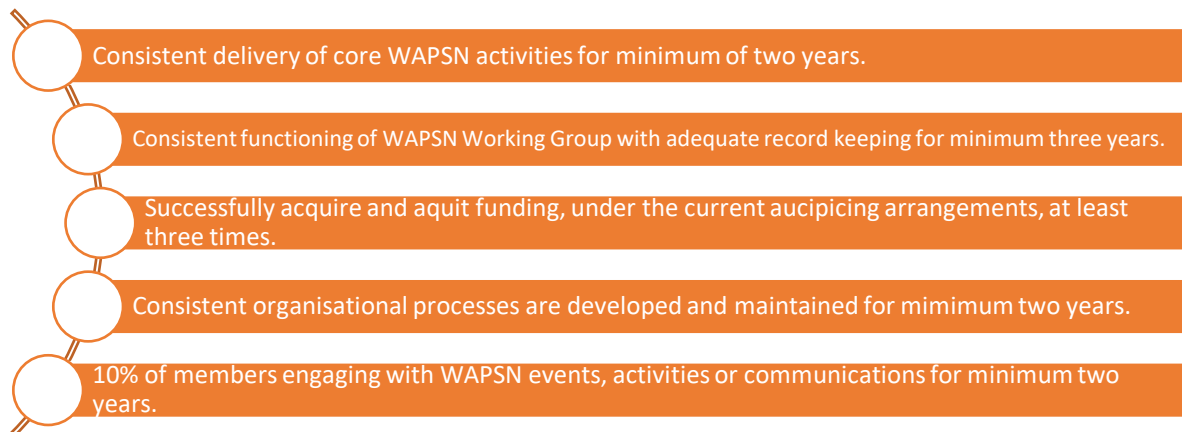 Consistent delivery of core WAPSN activities for minimum of two years.
Consistent functioning of WAPSN Working Group with adequate record keeping for minimum three years.
Successfully acquire and aquit funding, under the current aucipicing arrangements, at least
three times.
Consistent organisational processes are developed and maintained for mimimum two years.
10% of members engaging with WAPSN events, activities or communications for minimum two
years.